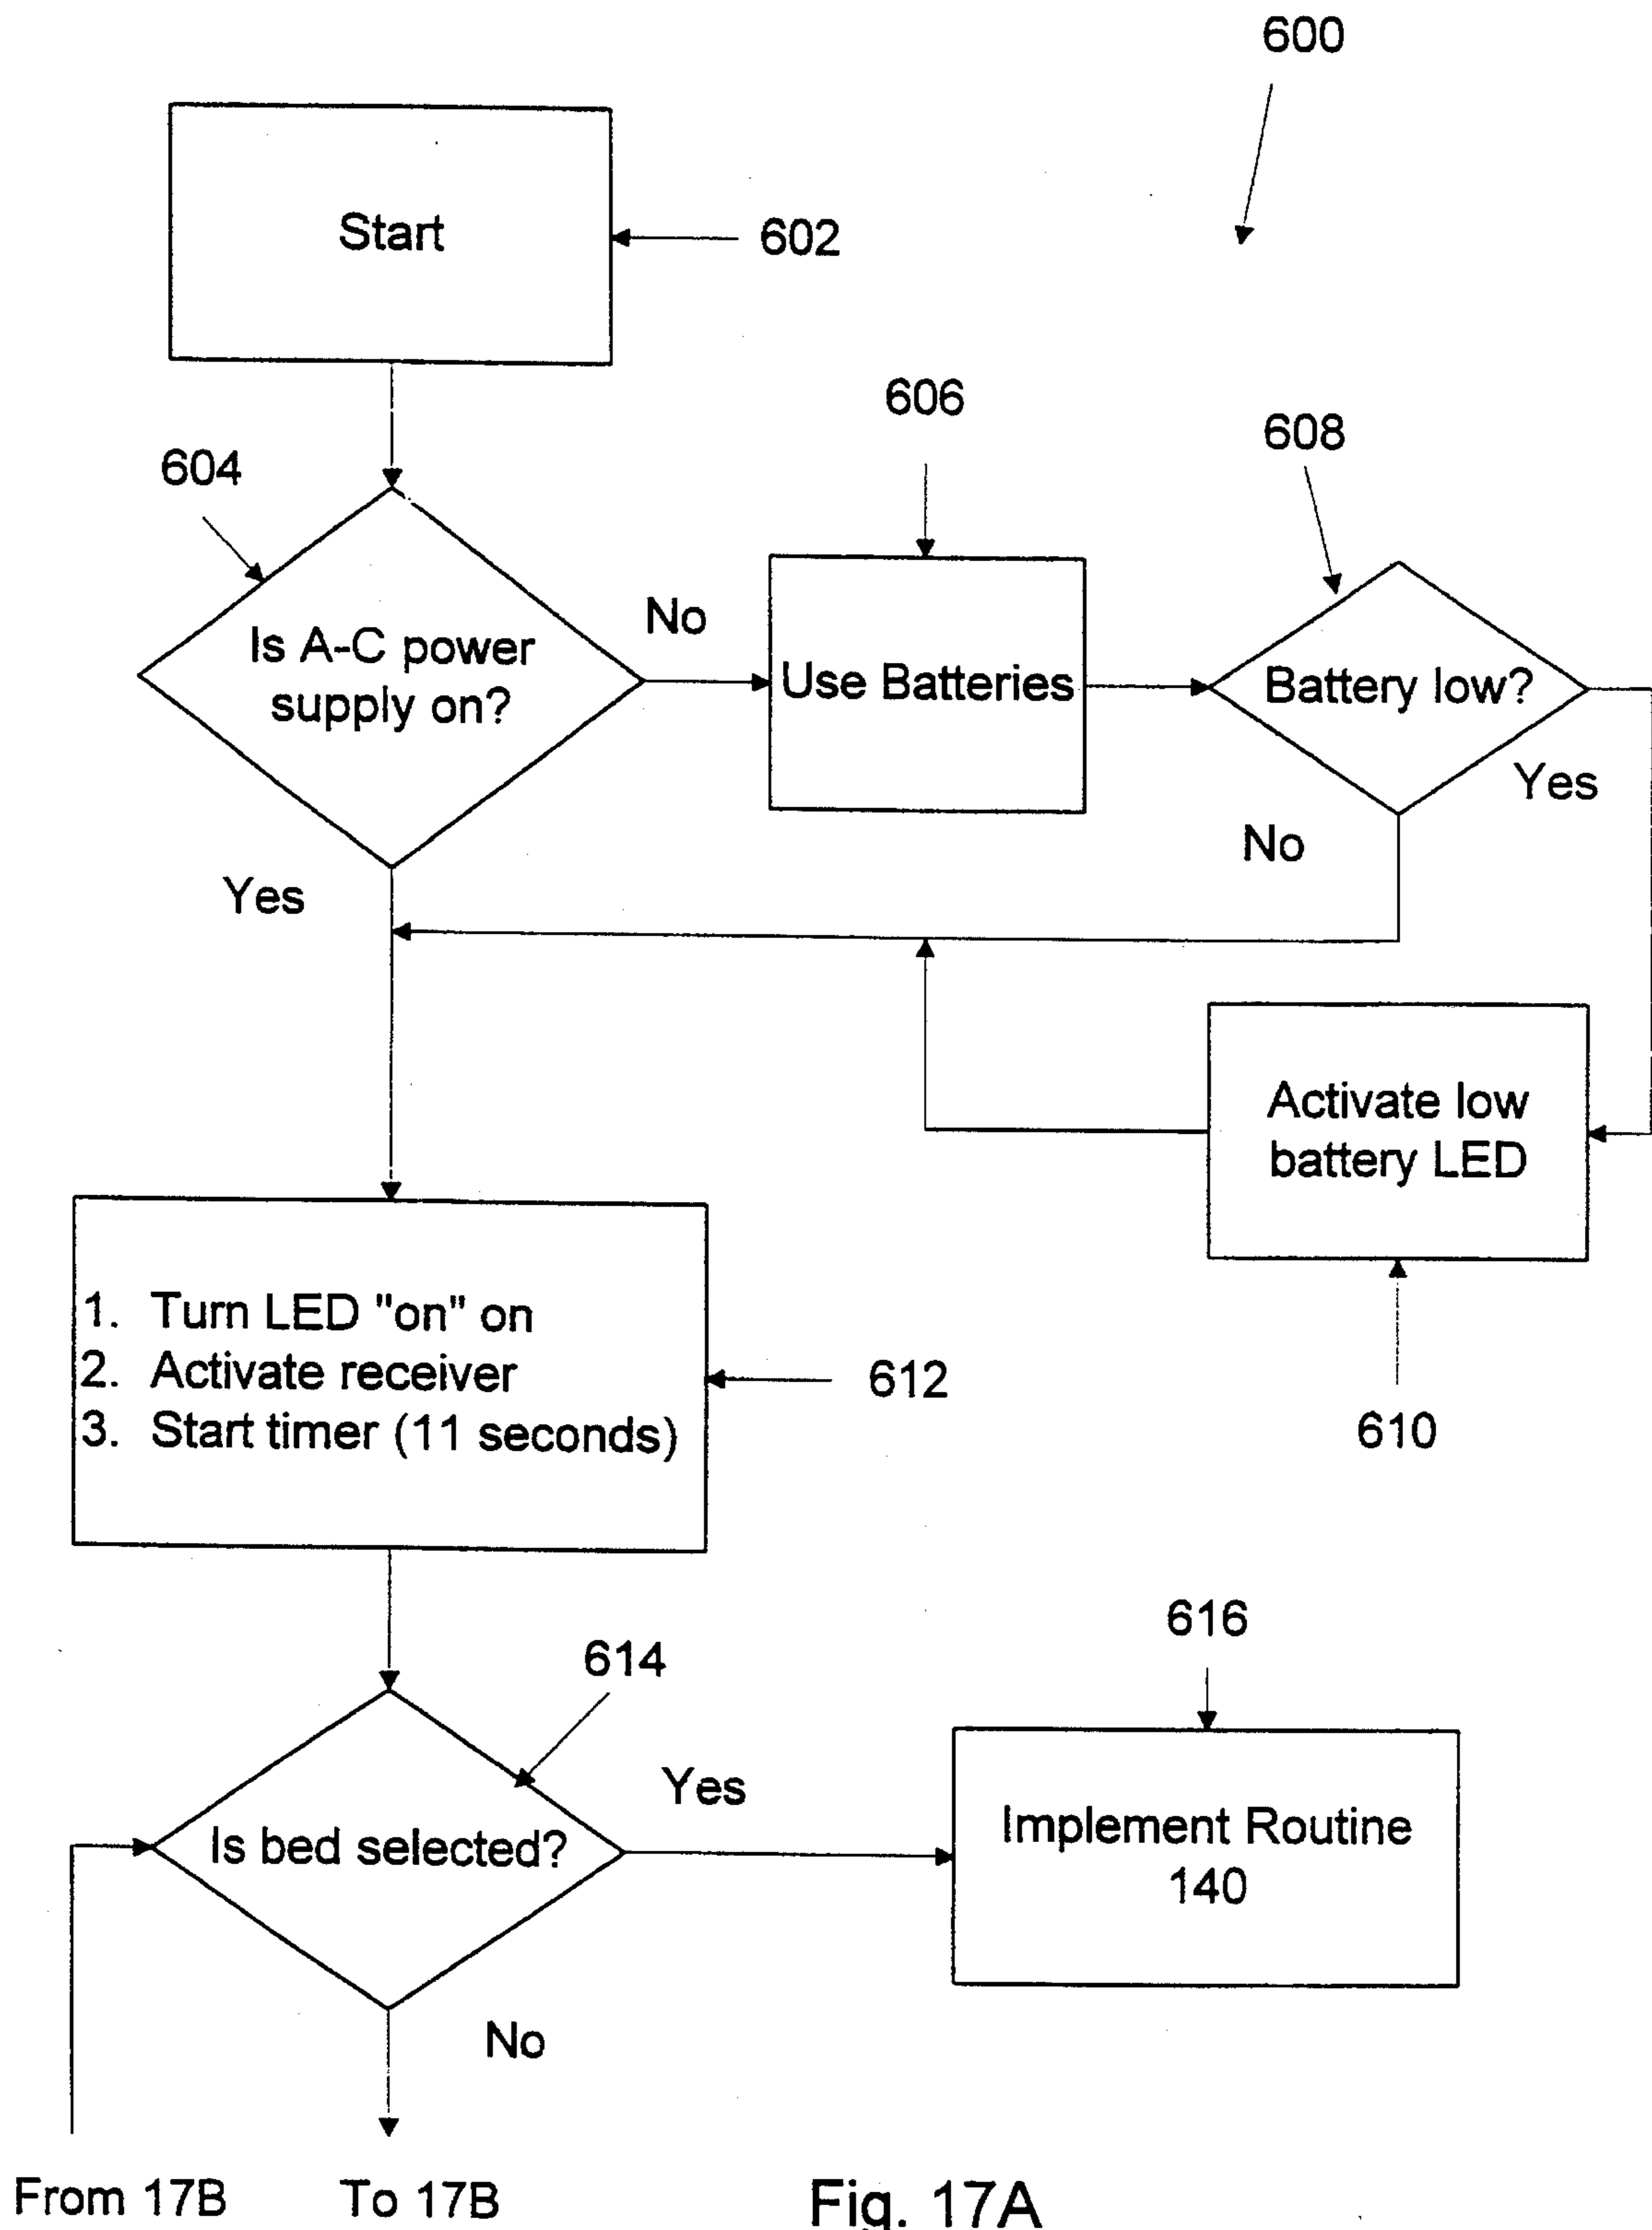 600
Start
602
606
608
604
Is A-C power
supply on?
No
Use Batteries
Battery low?
Yes
No
Yes
Activate low
battery LED
1. Turn LED "on" on
2. Activate receiver
3. Start timer (11 seconds)
612
610
616
614
Yes
Is bed selected?
Implement Routine
140
No
From 17B
To 17B
Fig. 17A